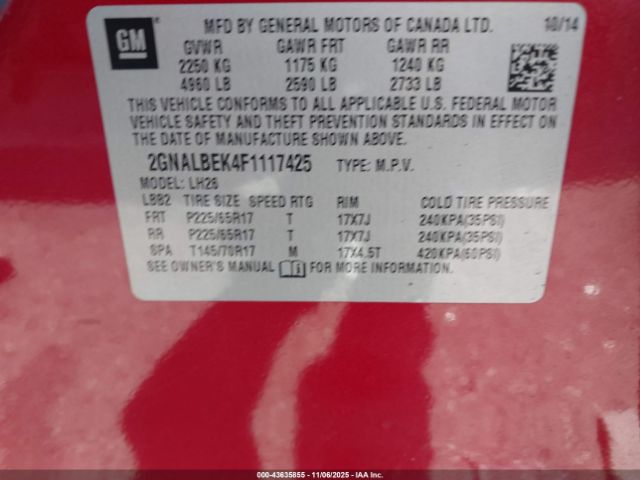 GM
MFD BY GENERAL MOTORS OF CANADA LTD. 10/14
GVWR GAWR FRT GAWR RR
2250 KG 1175 KG 1240 KG
4960 LB 2590 LB 2733 LB
THIS VEHICLE CONFORMS TO ALL APPLICABLE U.S. FEDERAL MOTOR
VEHICLE SAFETY AND THEFT PREVENTION STANDARDS IN EFFECT ON
THE DATE OF MANUFACTURE SHOWN ABOVE.
2GNALBEK4F1117425 TYPE: M.P.V.
MODEL: LH26
LBB2 TIRE SIZE SPEED RTG RIM COLD TIRE PRESSURE
FRT P225/65R17 T 17X7J 240KPA(35PSI)
RR P225/65R17 T 17X7J 240KPA(35PSI)
SPA T145/70R17 M 17X4.5T 420KPA(60PSI)
SEE OWNER'S MANUAL FOR MORE INFORMATION.
00-43635855 - 11/06/2025 - IAAI.COM